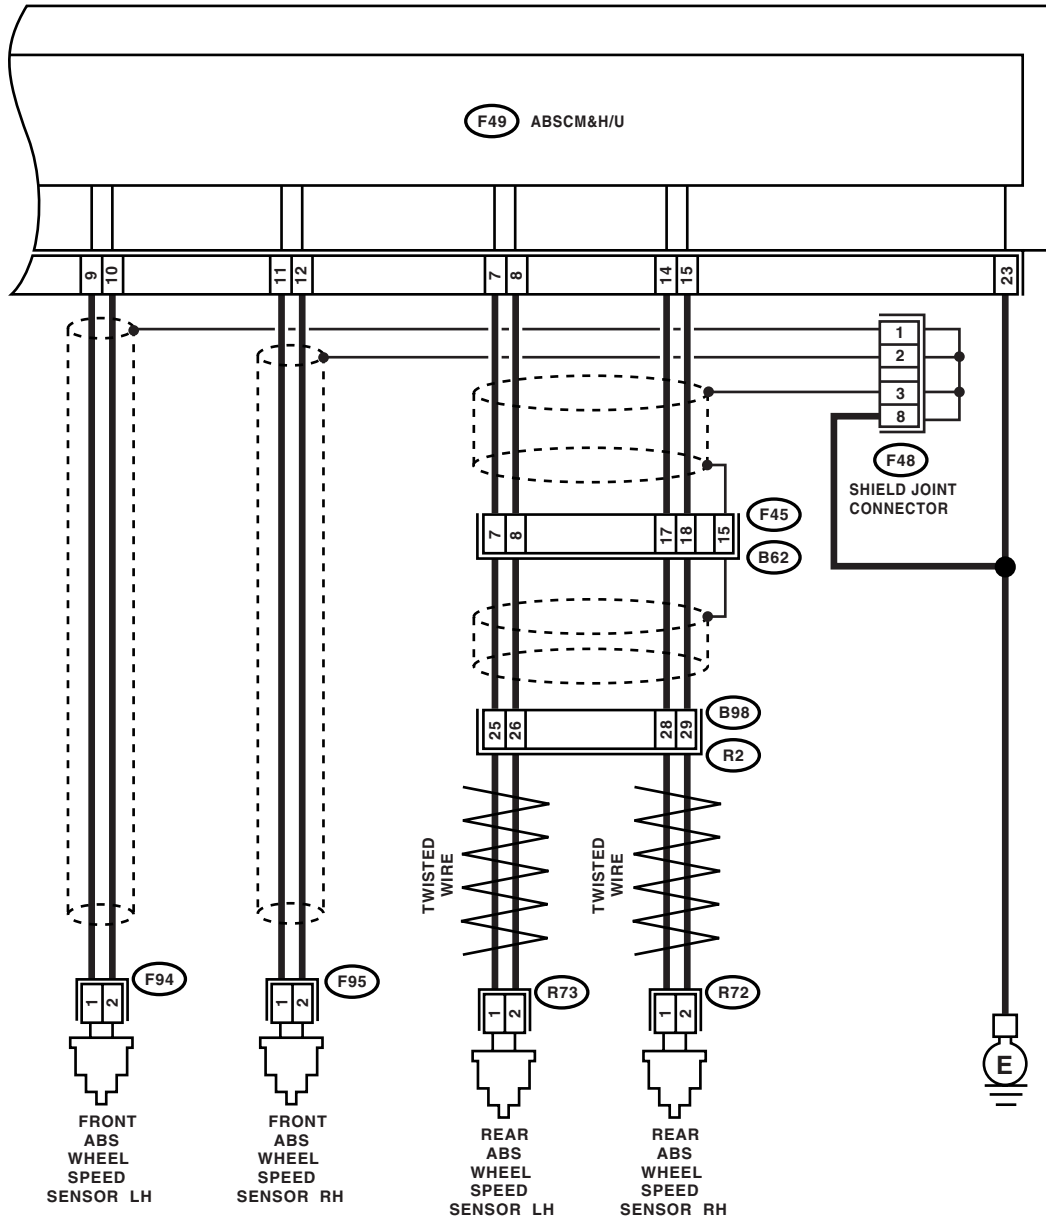 F49 ABSCM&H/U
9 10 11 12 7 8 14 15 23
1
2
3
8
F48
SHIELD JOINT
CONNECTOR
7 8 17 18 15
F45
B62
25 26 28 29
B98
R2
TWISTED
WIRE
TWISTED
WIRE
F94
1 2
F95
1 2
R73
1 2
R72
1 2
E
FRONT
ABS
WHEEL
SPEED
SENSOR LH
FRONT
ABS
WHEEL
SPEED
SENSOR RH
REAR
ABS
WHEEL
SPEED
SENSOR LH
REAR
ABS
WHEEL
SPEED
SENSOR RH